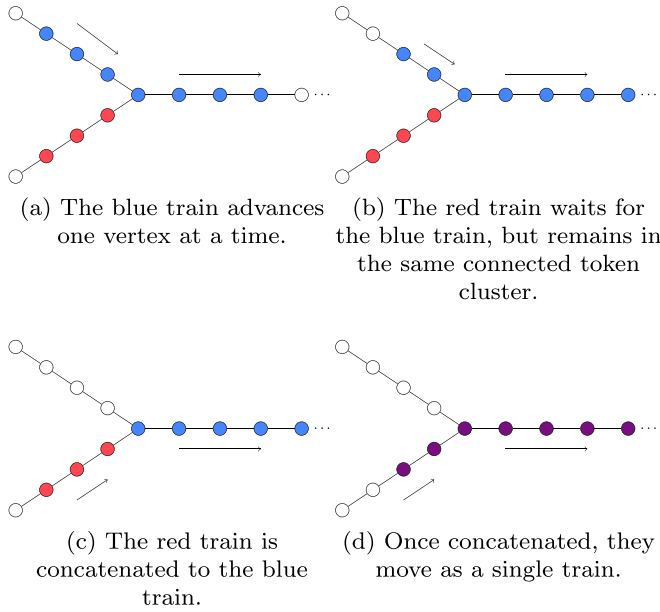 ···
···
(a) The blue train advances
one vertex at a time.
(b) The red train waits for
the blue train, but remains in
the same connected token
cluster.
···
···
(c) The red train is
concatenated to the blue
train.
(d) Once concatenated, they
move as a single train.